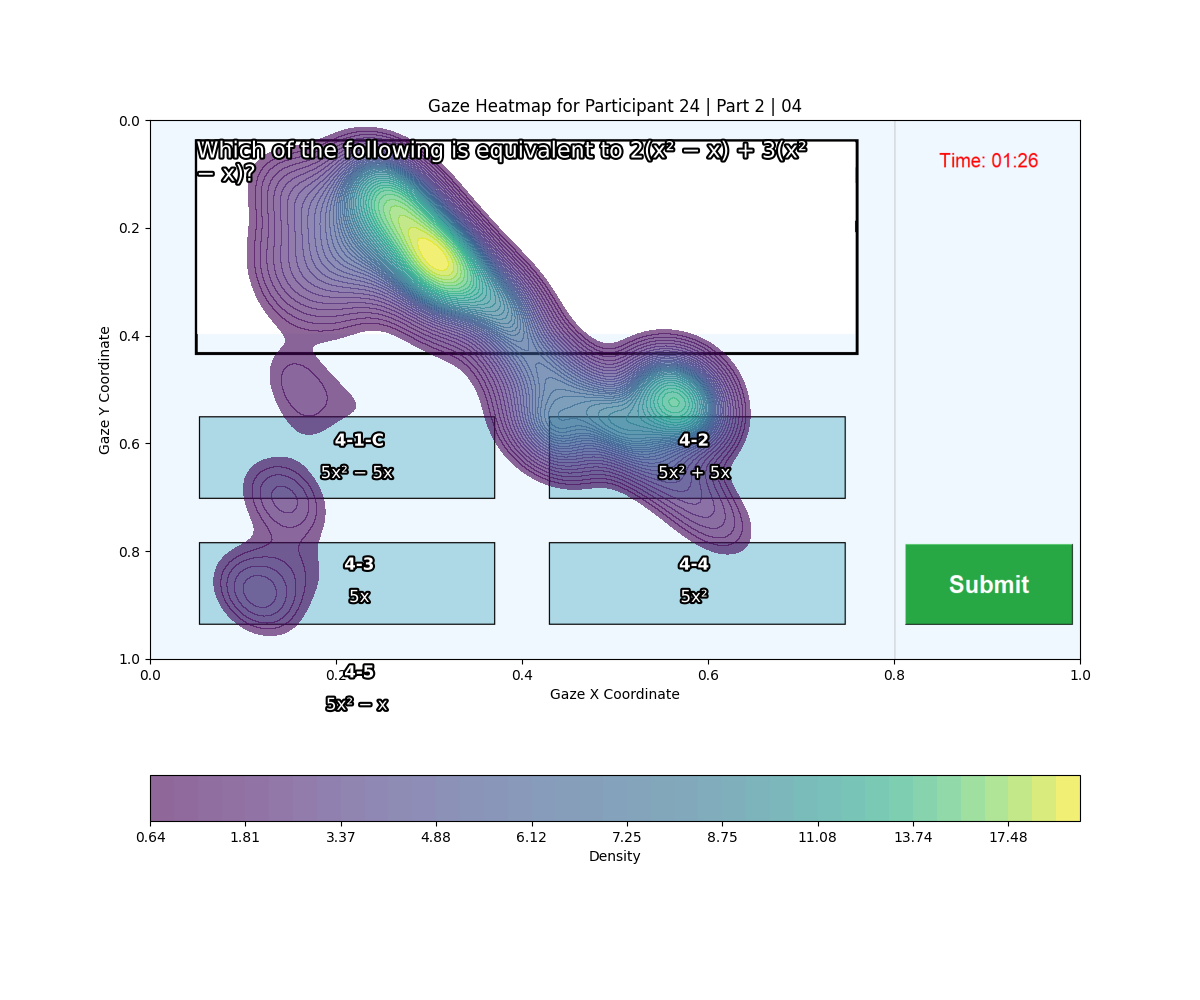 Gaze Heatmap for Participant 24 | Part 2 | 04
Which of the following is equivalent to 2(x² − x) + 3(x²
− x)?
Time: 01:26
0.0
0.2
0.4
0.6
0.8
1.0
Gaze Y Coordinate
4-1-C
5x² − 5x
4-2
5x² + 5x
4-3
5x
4-4
5x²
Submit
4-5
5x² − x
0.0
0.2
0.4
0.6
0.8
1.0
Gaze X Coordinate
0.64
1.81
3.37
4.88
6.12
7.25
8.75
11.08
13.74
17.48
Density